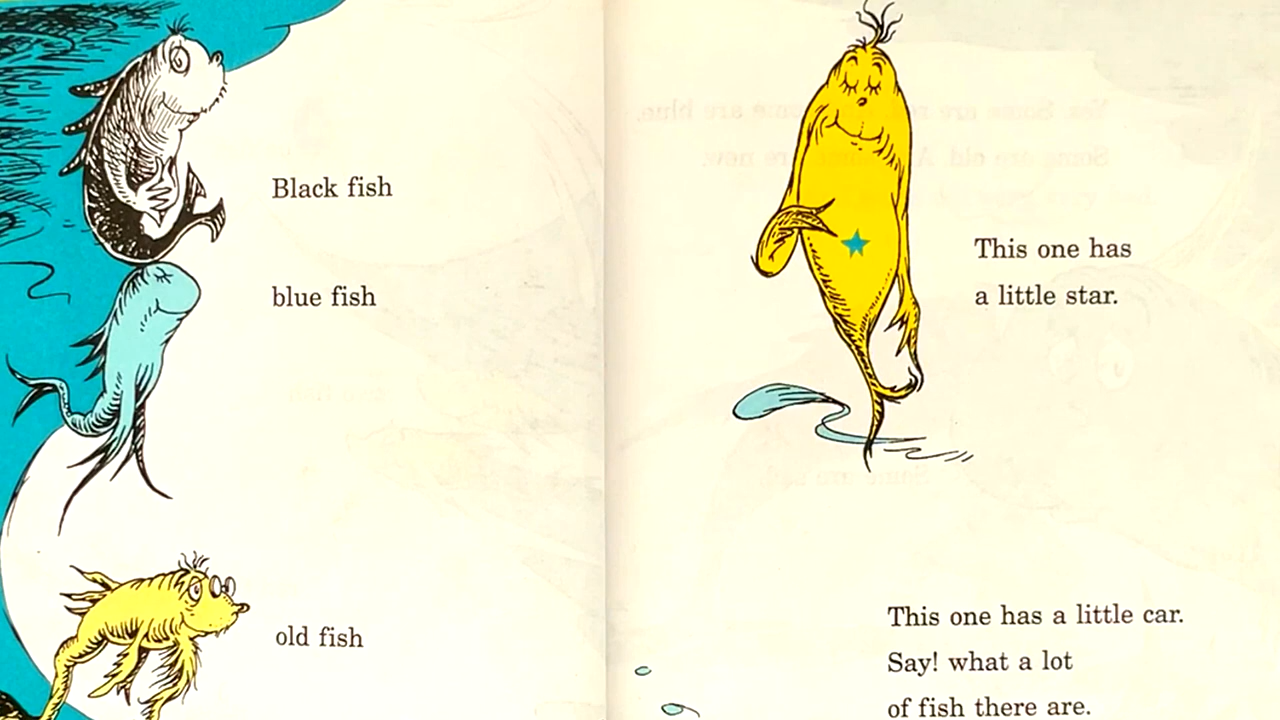 Black fish
blue fish
old fish
This one has
a little star.
This one has a little car.
Say! what a lot
of fish there are.